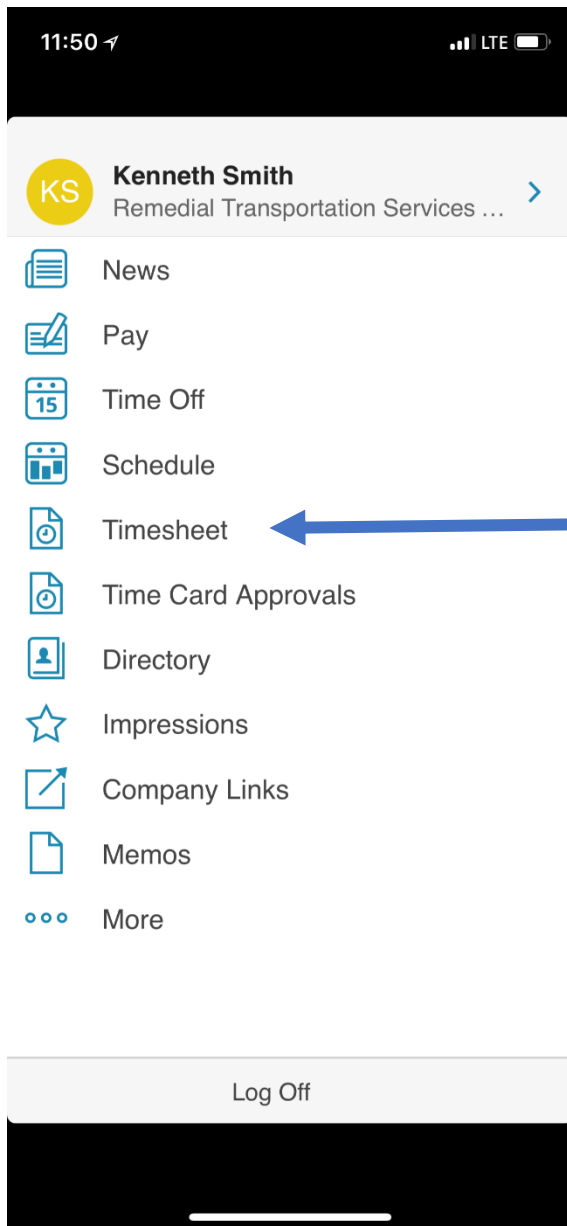 11:50
LTE
KS
Kenneth Smith
Remedial Transportation Services ...
News
Pay
15
Time Off
Schedule
Timesheet
Time Card Approvals
Directory
Impressions
Company Links
Memos
More
Log Off